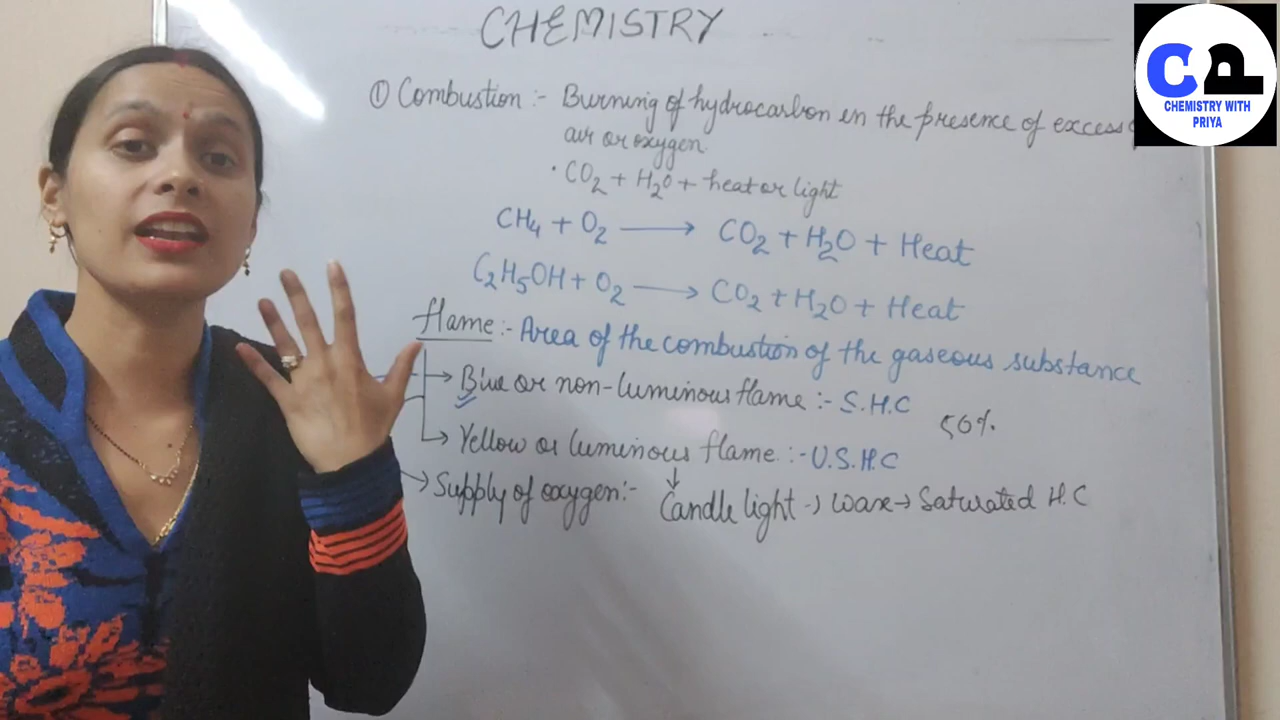 CHEMISTRY
① Combustion :- Burning of hydrocarbon in the presence of excess
air or oxygen.
· CO2 + H2O + heat or light
CH4 + O2 ⟶ CO2 + H2O + Heat
C2H5OH + O2 ⟶ CO2 + H2O + Heat
flame :- Area of the combustion of the gaseous substance
→ Blue or non-luminous flame :- S.H.C
56%.
→ Yellow or luminous flame :- U.S.H.C
→ Supply of oxygen :- ↓ Candle light → wax → Saturated H.C
CP
CHEMISTRY WITH
PRIYA